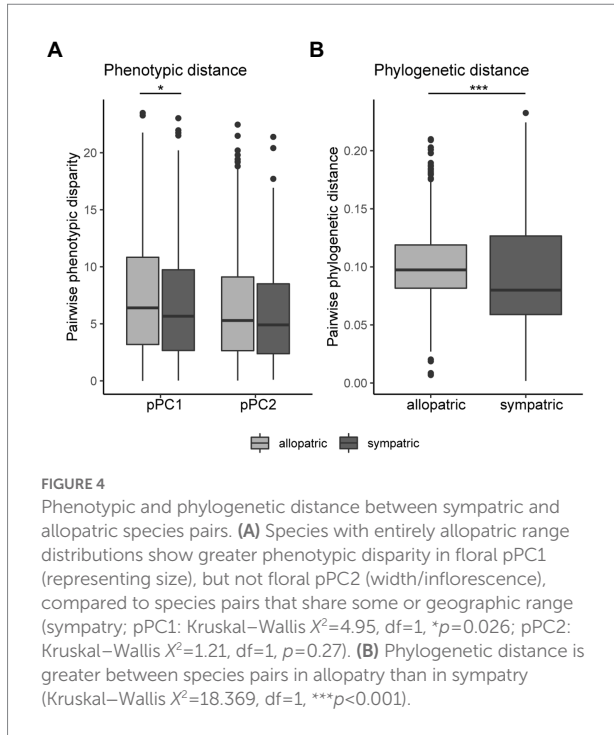 A
B
Phenotypic distance
Phylogenetic distance
*
***
Pairwise phenotypic disparity
20
15
10
5
0
pPC1
pPC2
Pairwise phylogenetic distance
0.20
0.15
0.10
0.05
0.00
allopatric
sympatric
allopatric
sympatric
FIGURE 4
Phenotypic and phylogenetic distance between sympatric and
allopatric species pairs. (A) Species with entirely allopatric range
distributions show greater phenotypic disparity in floral pPC1
(representing size), but not floral pPC2 (width/inflorescence),
compared to species pairs that share some or geographic range
(sympatry; pPC1: Kruskal–Wallis X²=4.95, df=1, *p=0.026; pPC2:
Kruskal–Wallis X²=1.21, df=1, p=0.27). (B) Phylogenetic distance is
greater between species pairs in allopatry than in sympatry
(Kruskal–Wallis X²=18.369, df=1, ***p<0.001).